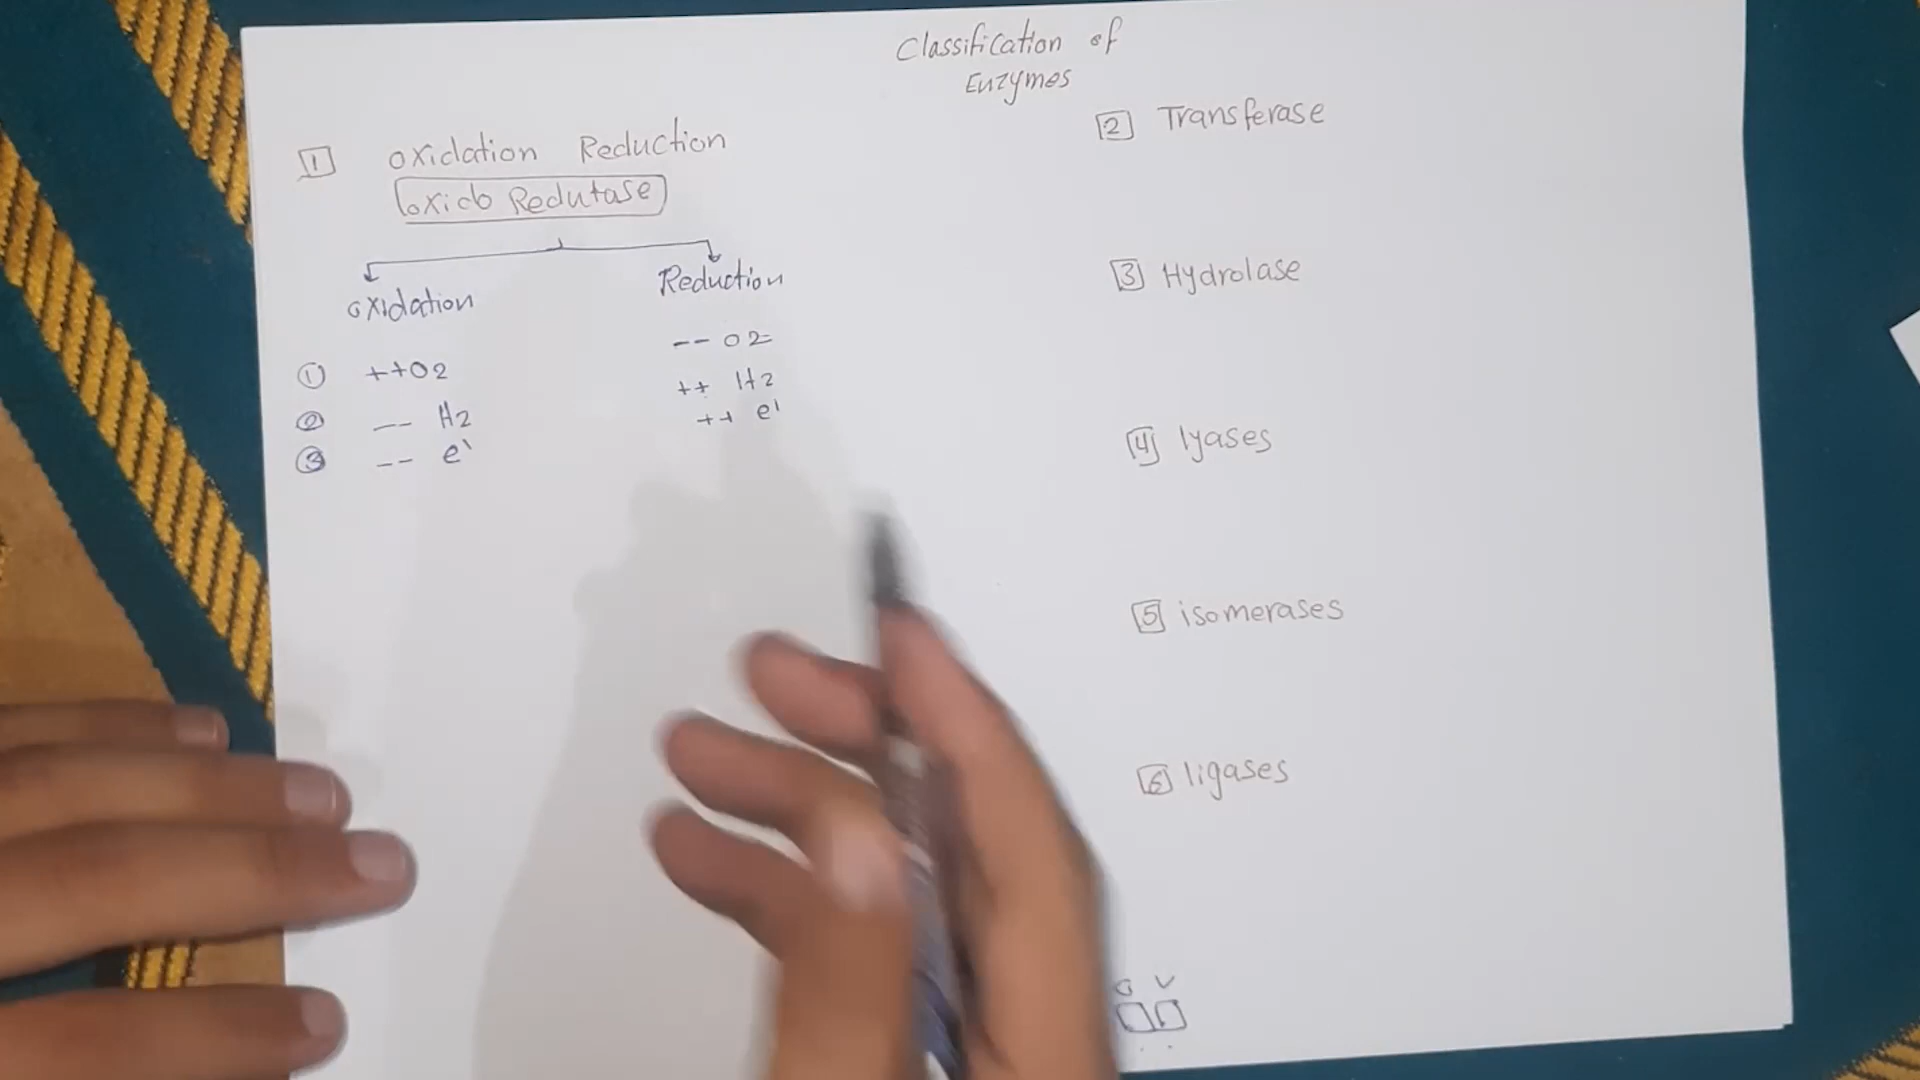 Classification of
Enzymes
1 oxidation Reduction
oxido Redutase
oxidation
① ++O2
② -- H2
③ -- e'
Reduction
-- O2
++ H2
++ e'
2 Transferase
3 Hydrolase
4 lyases
5 isomerases
6 ligases